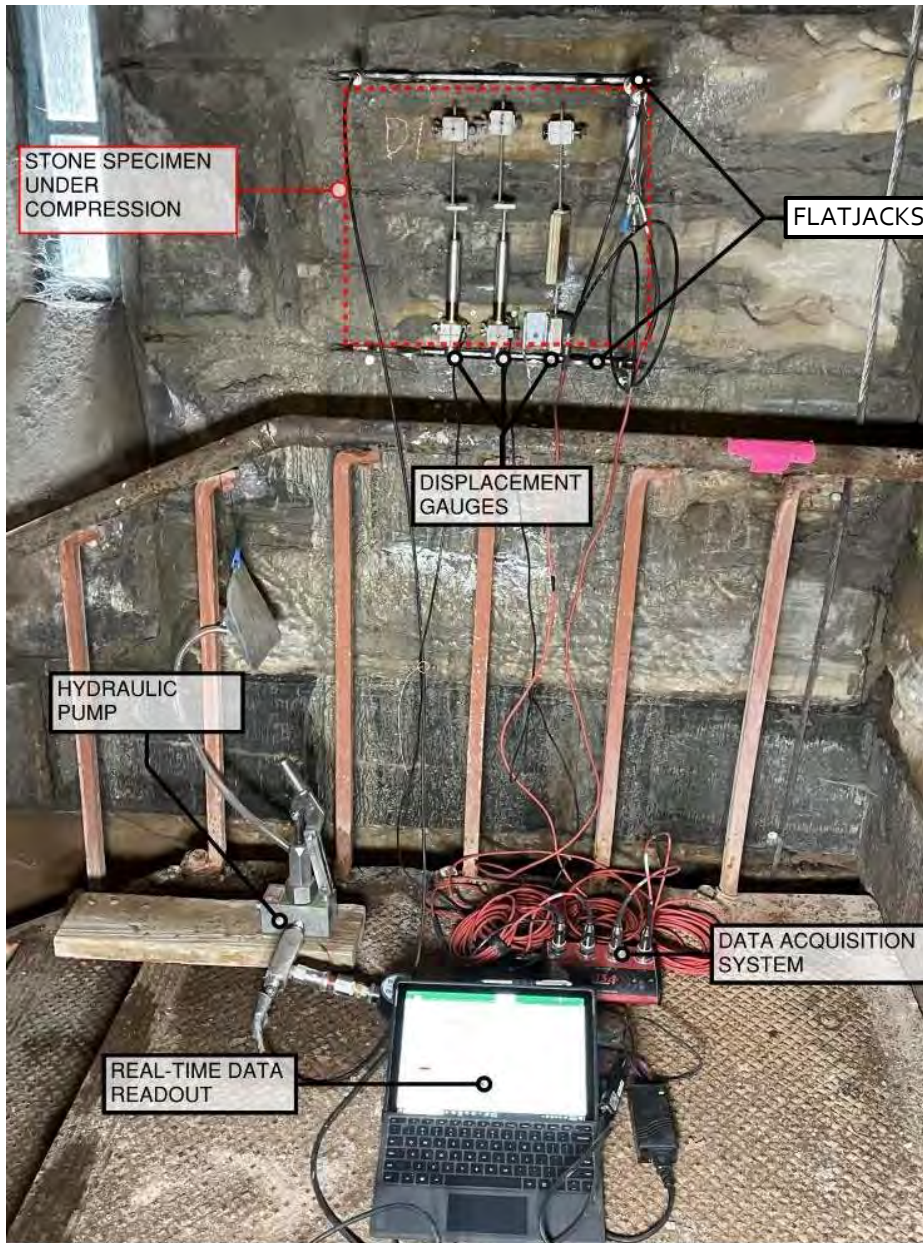 D1
STONE SPECIMEN
UNDER
COMPRESSION
FLATJACKS
DISPLACEMENT
GAUGES
HYDRAULIC
PUMP
DATA ACQUISITION
SYSTEM
REAL-TIME DATA
READOUT